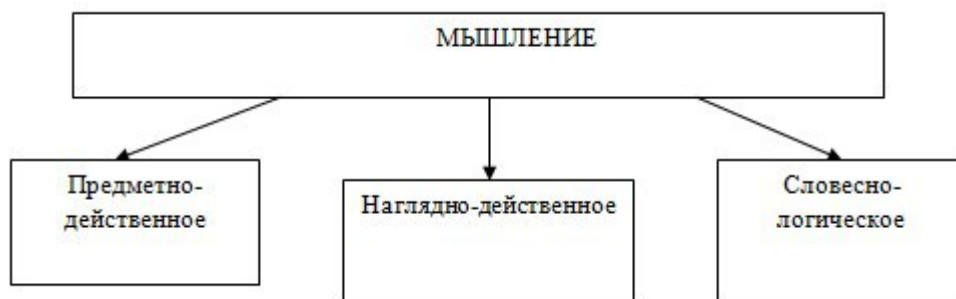 МЫШЛЕНИЕ
Предметно-
действенное
Наглядно-действенное
Словесно-
логическое